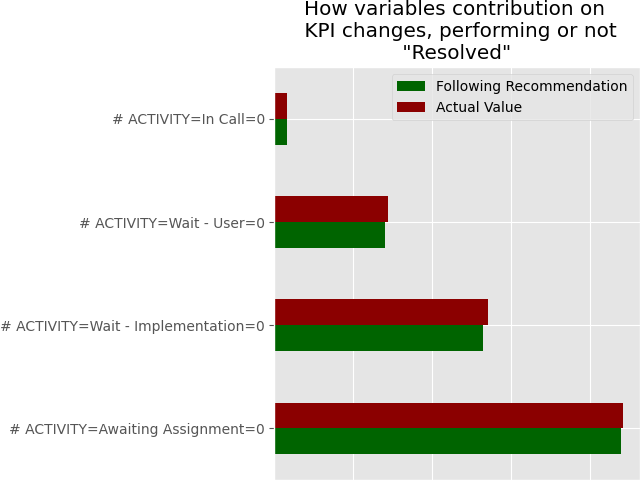 How variables contribution on
KPI changes, performing or not
"Resolved"
Following Recommendation
Actual Value
# ACTIVITY=In Call=0
# ACTIVITY=Wait - User=0
# ACTIVITY=Wait - Implementation=0
# ACTIVITY=Awaiting Assignment=0